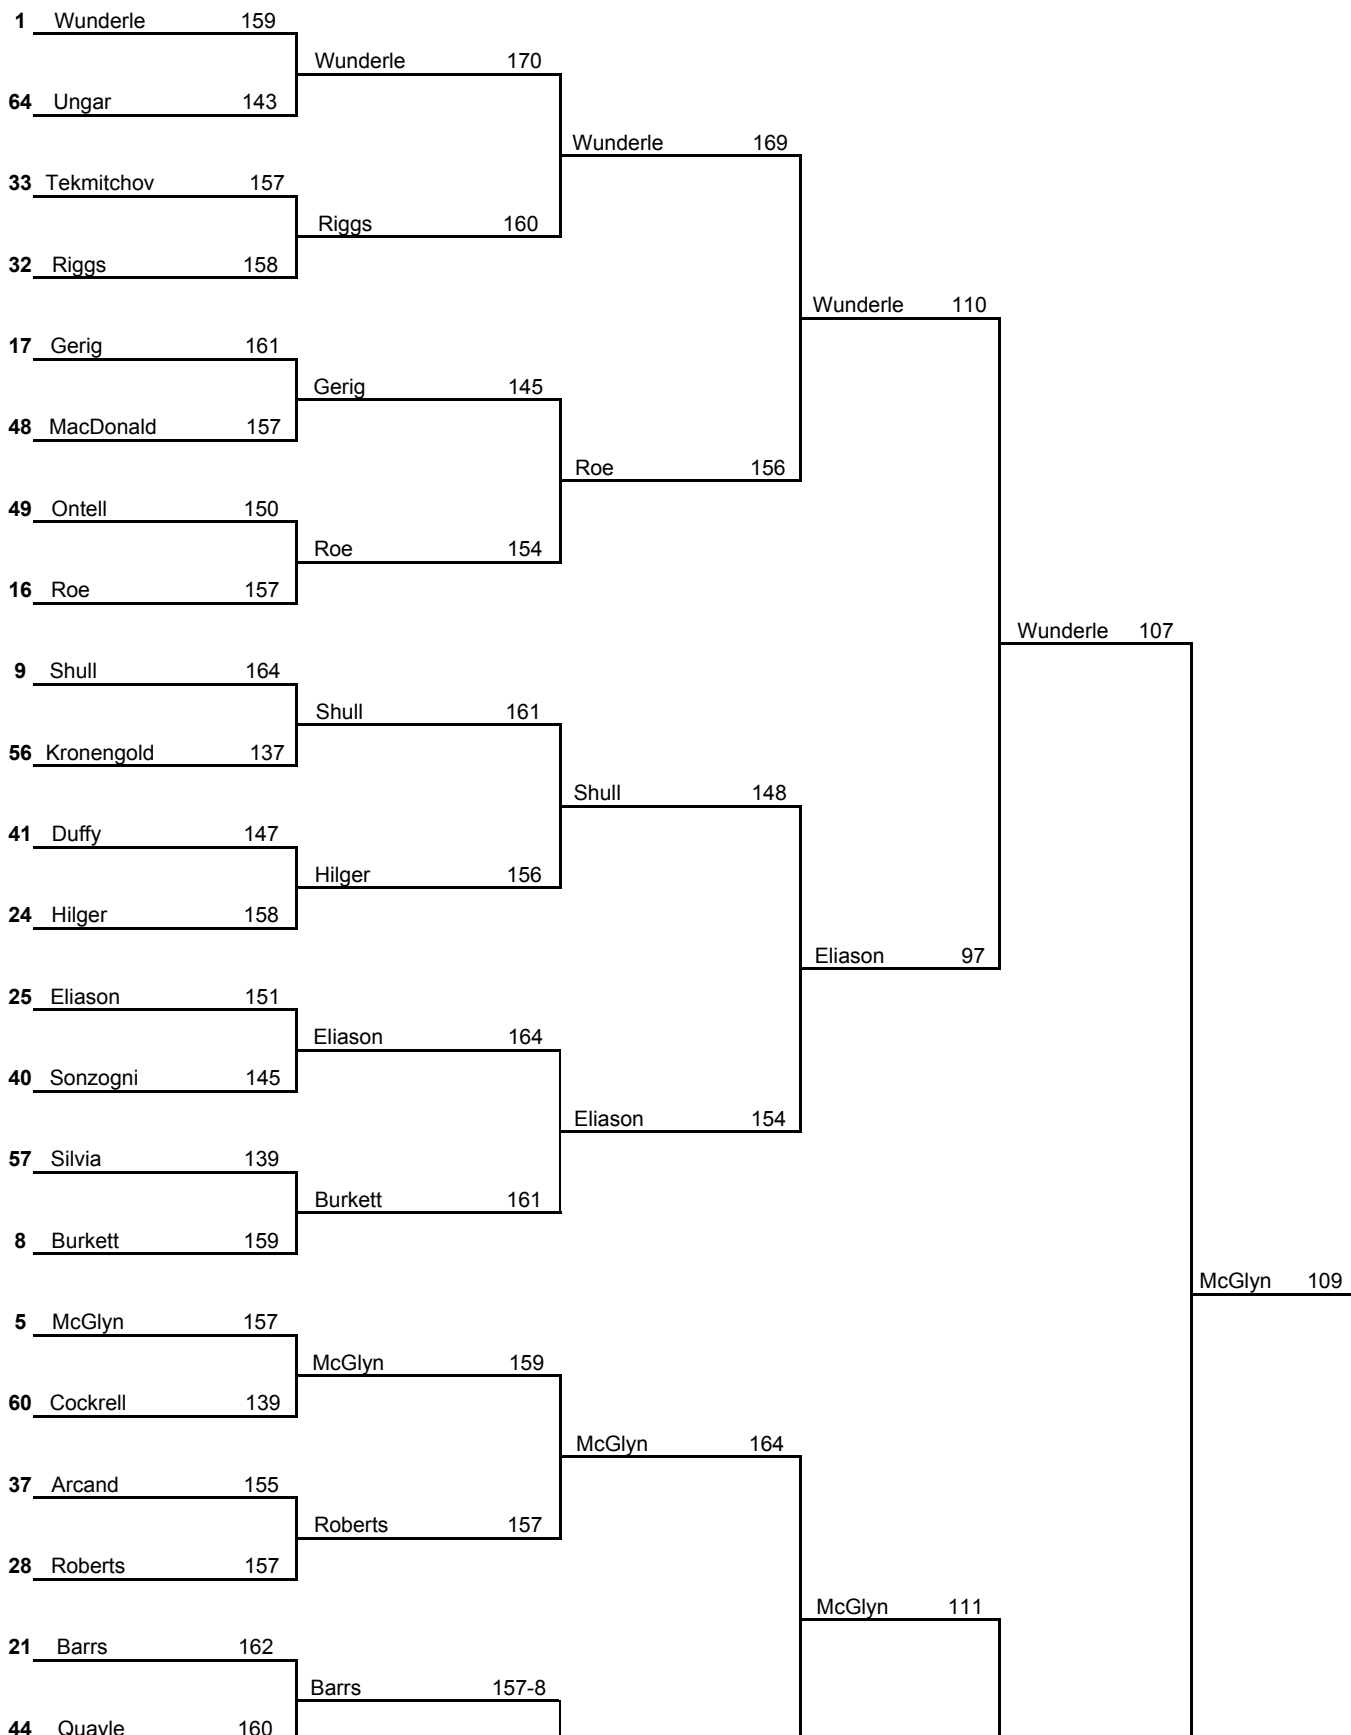 1 Wunderle 159
Wunderle 170
64 Ungar 143
Wunderle 169
33 Tekmitchov 157
Riggs 160
32 Riggs 158
Wunderle 110
17 Gerig 161
Gerig 145
48 MacDonald 157
Roe 156
49 Ontell 150
Roe 154
16 Roe 157
Wunderle 107
9 Shull 164
Shull 161
56 Kronengold 137
Shull 148
41 Duffy 147
Hilger 156
24 Hilger 158
Eliason 97
25 Eliason 151
Eliason 164
40 Sonzogni 145
Eliason 154
57 Silvia 139
Burkett 161
8 Burkett 159
McGlyn 109
5 McGlyn 157
McGlyn 159
60 Cockrell 139
McGlyn 164
37 Arcand 155
Roberts 157
28 Roberts 157
McGlyn 111
21 Barrs 162
Barrs 157-8
44 Quayle 160